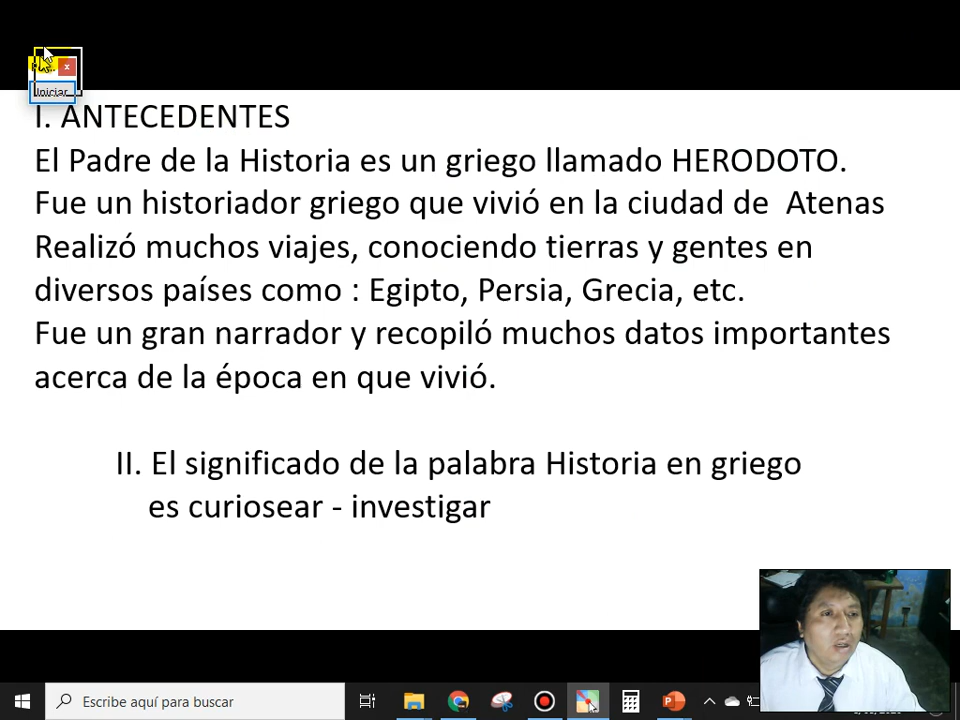 Iniciar
I. ANTECEDENTES
El Padre de la Historia es un griego llamado HERODOTO.
Fue un historiador griego que vivió en la ciudad de Atenas
Realizó muchos viajes, conociendo tierras y gentes en
diversos países como : Egipto, Persia, Grecia, etc.
Fue un gran narrador y recopiló muchos datos importantes
acerca de la época en que vivió.
II. El significado de la palabra Historia en griego
es curiosear - investigar
Escribe aquí para buscar